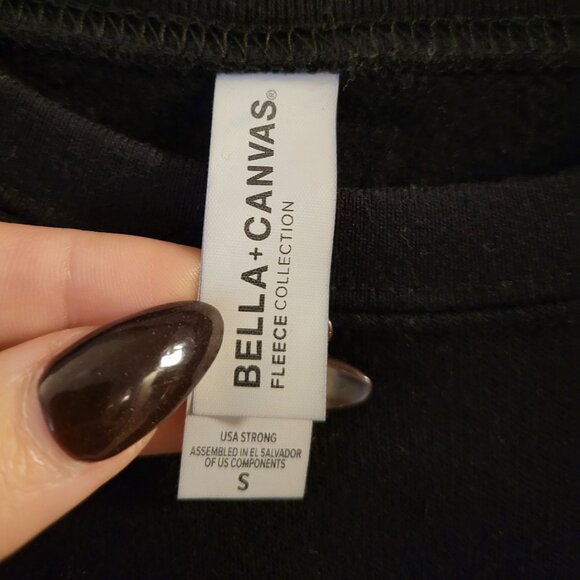 BELLA + CANVAS®
FLEECE COLLECTION
USA STRONG
ASSEMBLED IN EL SALVADOR
OF US COMPONENTS
S